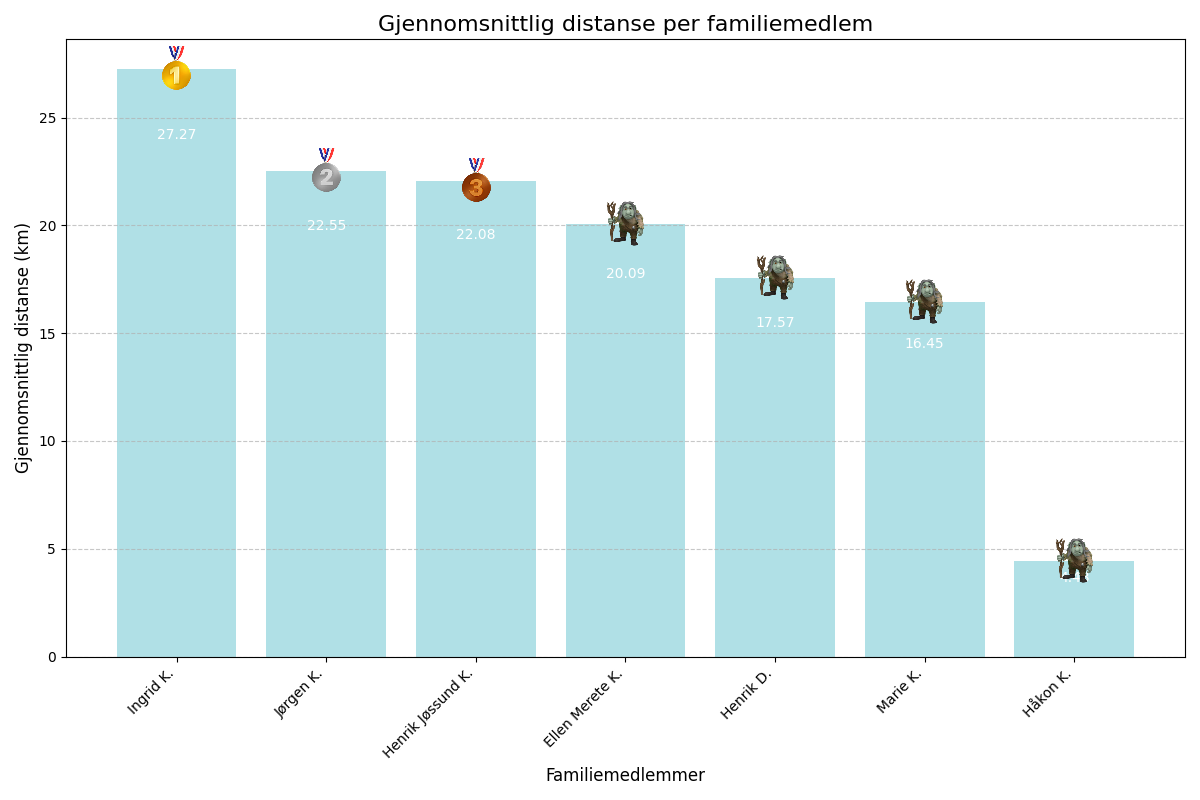 Gjennomsnittlig distanse per familiemedlem
Gjennomsnittlig distanse (km)
25
20
15
10
5
0
1
2
3
27.27
22.55
22.08
20.09
17.57
16.45
Ingrid K.
Jørgen K.
Henrik Jøssund K.
Ellen Merete K.
Henrik D.
Marie K.
Håkon K.
Familiemedlemmer